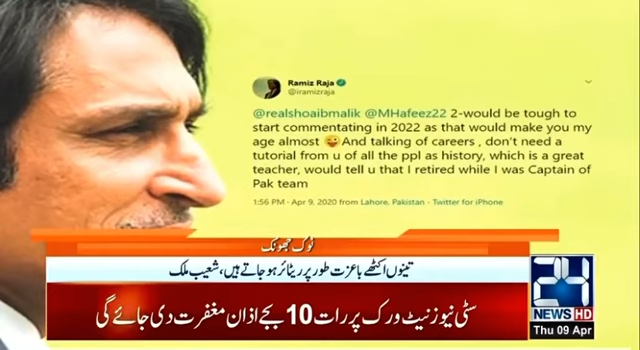 Ramiz Raja
@iramizraja
@realshoaibmalik @MHafeez22 2-would be tough to
start commentating in 2022 as that would make you my
age almost 😜 And talking of careers , don't need a
tutorial from u of all the ppl as history, which is a great
teacher, would tell u that I retired while I was Captain of
Pak team
1:56 PM - Apr 9, 2020 from Lahore, Pakistan - Twitter for iPhone
نوک جھونک
تینوں اکٹھے باعزت طور پر ریٹائر ہو جاتے ہیں، شعیب ملک
سٹی نیوز نیٹ ورک پر رات 10 بجے اذان مغفرت دی جائے گی
24
NEWS HD
Thu 09 Apr